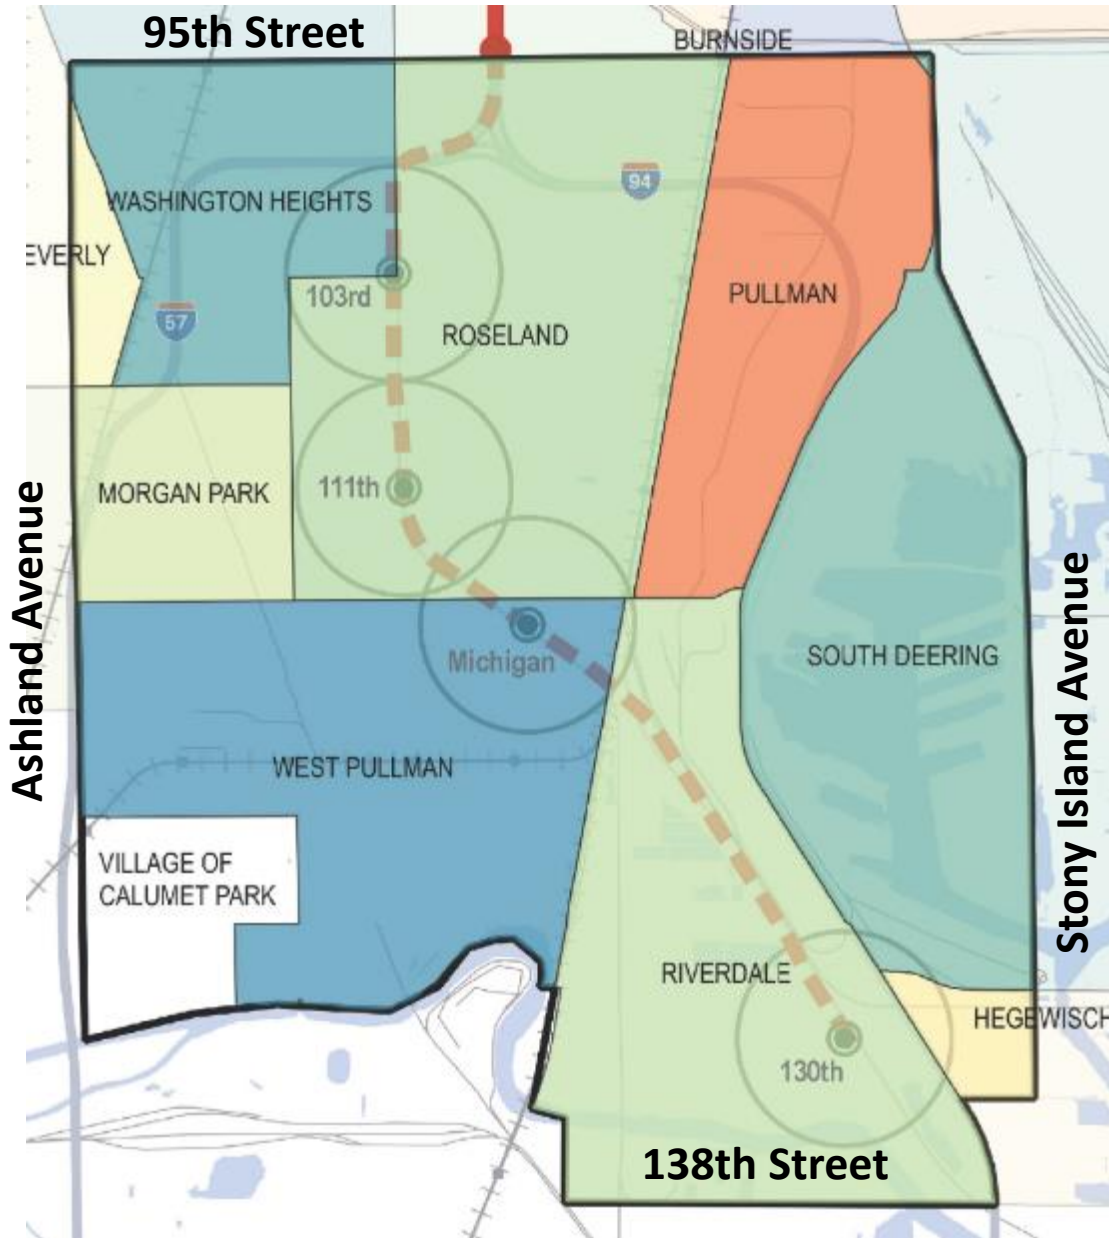 95th Street
BURNSIDE
94
WASHINGTON HEIGHTS
EVERLY
103rd
PULLMAN
57
ROSELAND
111th
MORGAN PARK
Ashland Avenue
Michigan
SOUTH DEERING
Stony Island Avenue
WEST PULLMAN
VILLAGE OF
CALUMET PARK
RIVERDALE
HEGEWISCH
130th
138th Street